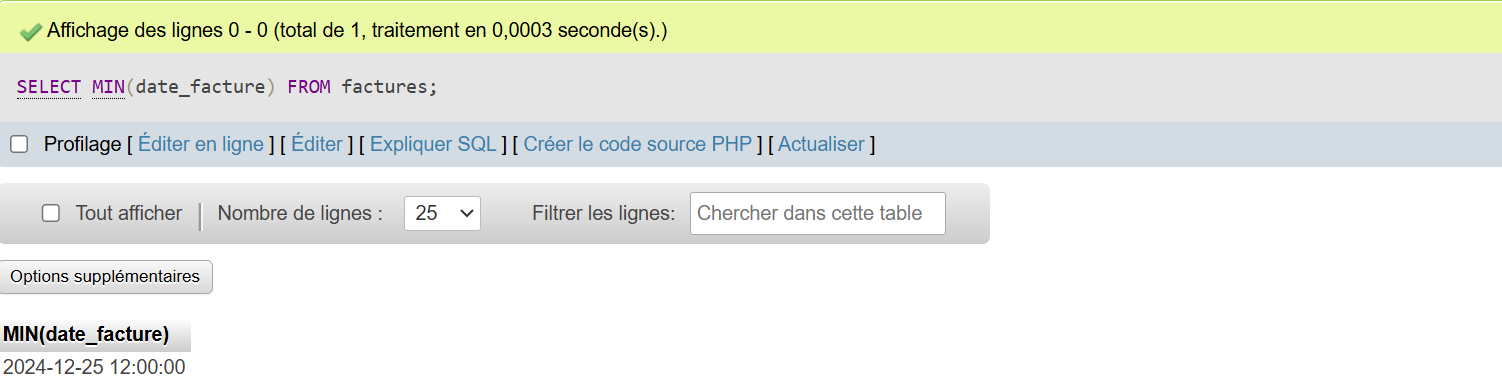 Affichage des lignes 0 - 0 (total de 1, traitement en 0,0003 seconde(s).)
SELECT MIN(date_facture) FROM factures;
Profilage [ Éditer en ligne ] [ Éditer ] [ Expliquer SQL ] [ Créer le code source PHP ] [ Actualiser ]
Tout afficher Nombre de lignes : 25 Filtrer les lignes: Chercher dans cette table
Options supplémentaires
MIN(date_facture)
2024-12-25 12:00:00